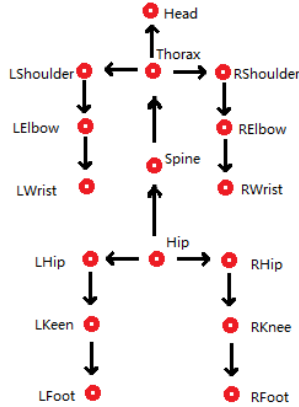 Head
Thorax
LShoulder
RShoulder
LElbow
RElbow
Spine
LWrist
RWrist
Hip
LHip
RHip
LKeen
RKnee
LFoot
RFoot